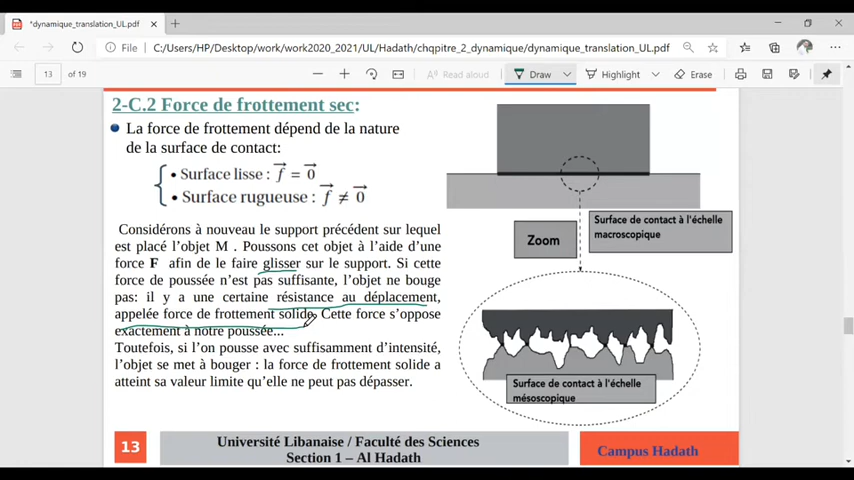 *dynamique_translation_UL.pdf
File
C:/Users/HP/Desktop/work/work2020_2021/UL/Hadath/chqpitre_2_dynamique/dynamique_translation_UL.pdf
13 of 19
Read aloud
Draw
Highlight
Erase
2-C.2 Force de frottement sec:
La force de frottement dépend de la nature
de la surface de contact:
• Surface lisse : f = 0
• Surface rugueuse : f ≠ 0
Considérons à nouveau le support précédent sur lequel
est placé l'objet M . Poussons cet objet à l'aide d'une
force F afin de le faire glisser sur le support. Si cette
force de poussée n'est pas suffisante, l'objet ne bouge
pas: il y a une certaine résistance au déplacement,
appelée force de frottement solide. Cette force s'oppose
exactement à notre poussée...
Toutefois, si l'on pousse avec suffisamment d'intensité,
l'objet se met à bouger : la force de frottement solide a
atteint sa valeur limite qu'elle ne peut pas dépasser.
Zoom
Surface de contact à l'échelle
macroscopique
Surface de contact à l'échelle
mésoscopique
13
Université Libanaise / Faculté des Sciences
Section 1 – Al Hadath
Campus Hadath